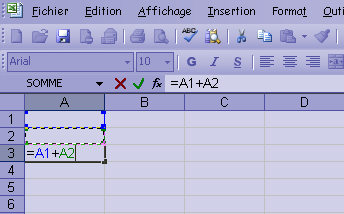 Fichier Edition Affichage Insertion Format
Arial 10 G I S
SOMME =A1+A2
A B C D
1
2
3 =A1+A2
4
5
6